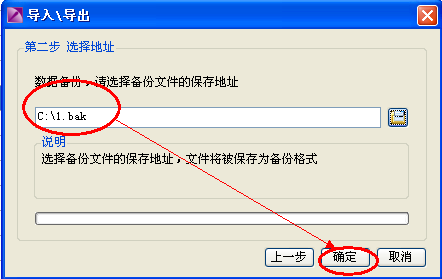 导入\导出
第二步 选择地址
数据备份，请选择备份文件的保存地址
C:\1.bak
说明
选择备份文件的保存地址，文件将被保存为备份格式
上一步 确定 取消